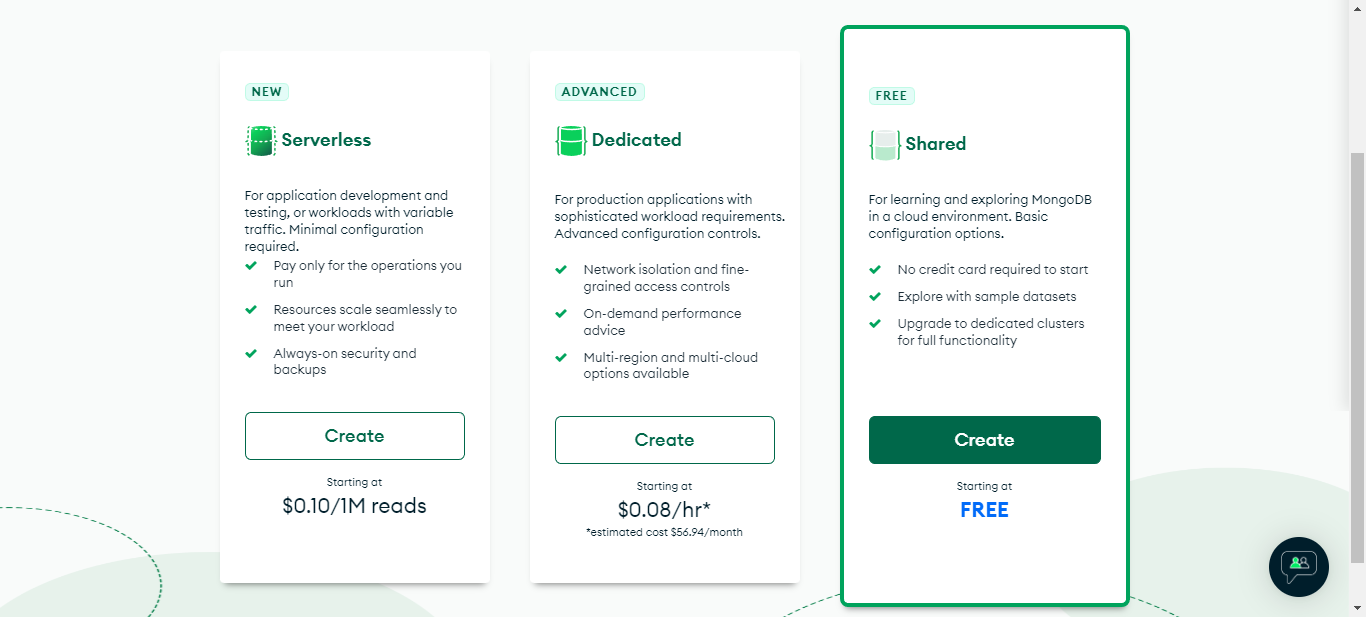 NEW
Serverless
For application development and
testing, or workloads with variable
traffic. Minimal configuration
required.
Pay only for the operations you
run
Resources scale seamlessly to
meet your workload
Always-on security and
backups
Create
Starting at
$0.10/1M reads
ADVANCED
Dedicated
For production applications with
sophisticated workload requirements.
Advanced configuration controls.
Network isolation and fine-
grained access controls
On-demand performance
advice
Multi-region and multi-cloud
options available
Create
Starting at
$0.08/hr*
*estimated cost $56.94/month
FREE
Shared
For learning and exploring MongoDB
in a cloud environment. Basic
configuration options.
No credit card required to start
Explore with sample datasets
Upgrade to dedicated clusters
for full functionality
Create
Starting at
FREE